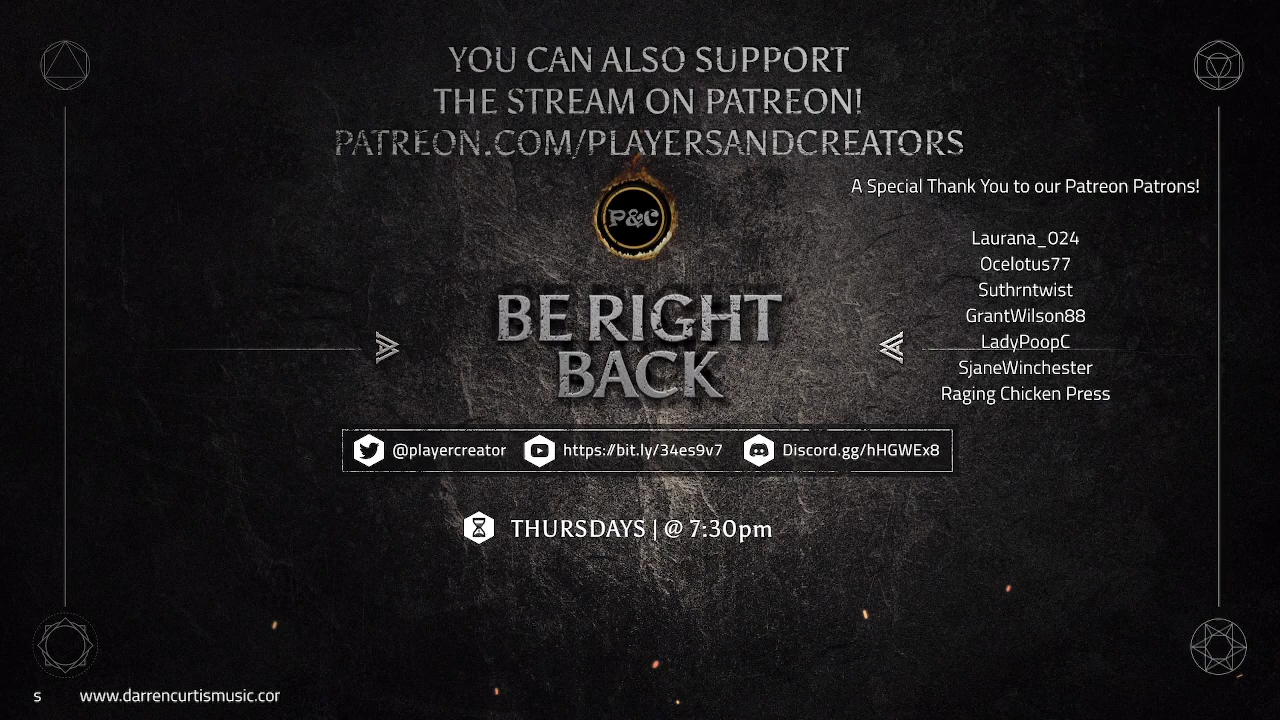 YOU CAN ALSO SUPPORT
THE STREAM ON PATREON!
PATREON.COM/PLAYERSANDCREATORS
P&C
A Special Thank You to our Patreon Patrons!
Laurana_024
Ocelotus77
Suthrntwist
GrantWilson88
LadyPoopC
SjaneWinchester
Raging Chicken Press
BE RIGHT
BACK
@playercreator https://bit.ly/34es9v7 Discord.gg/hHGWEx8
THURSDAYS | @ 7:30pm
s www.darrencurtismusic.cor